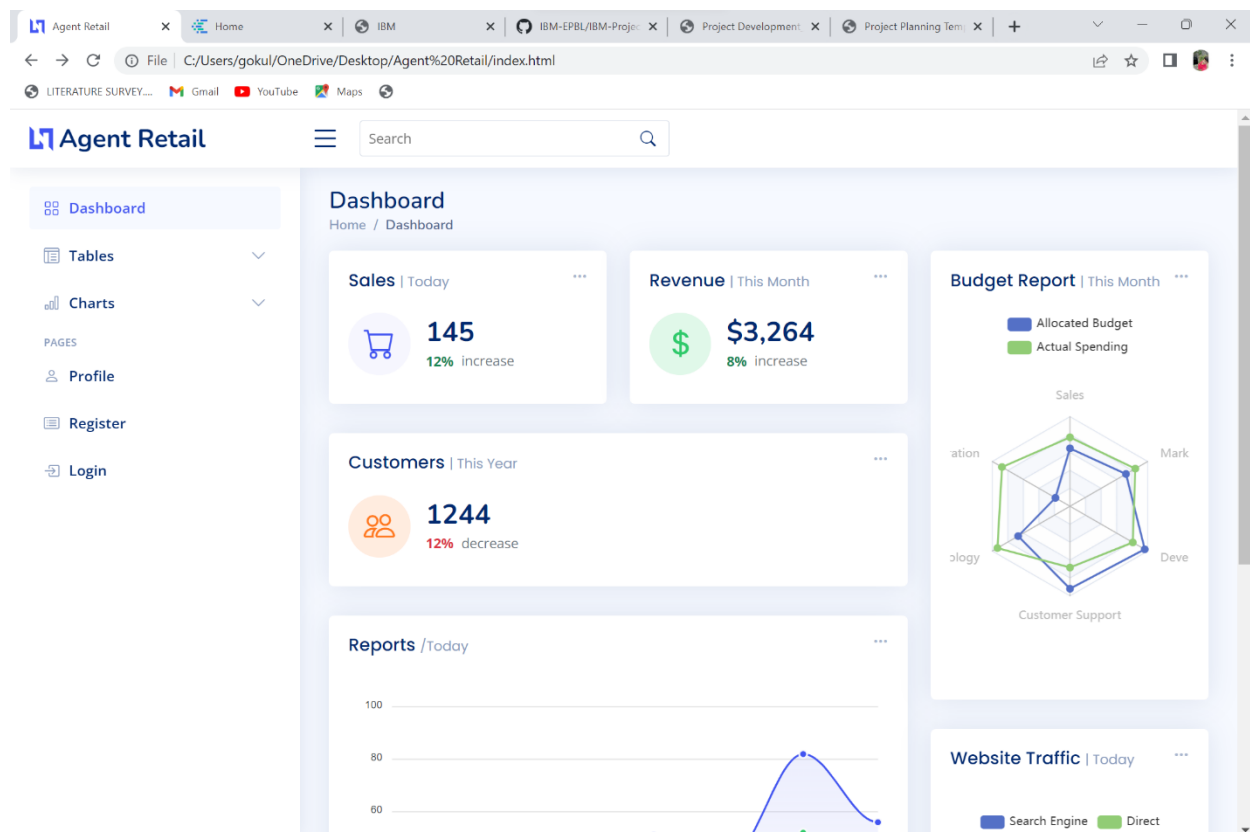 Agent Retail
Home
IBM
IBM-EPBL/IBM-Projec
Project Development
Project Planning Temp
File C:/Users/gokul/OneDrive/Desktop/Agent%20Retail/index.html
LITERATURE SURVEY....
Gmail
YouTube
Maps
Agent Retail
Search
Dashboard
Tables
Charts
PAGES
Profile
Register
Login
Dashboard
Home / Dashboard
Sales | Today
145
12% increase
Revenue | This Month
$
$3,264
8% increase
Customers | This Year
1244
12% decrease
Reports /Today
100
80
60
Budget Report | This Month
Allocated Budget
Actual Spending
Sales
ration
Mark
ology
Deve
Customer Support
Website Traffic | Today
Search Engine
Direct